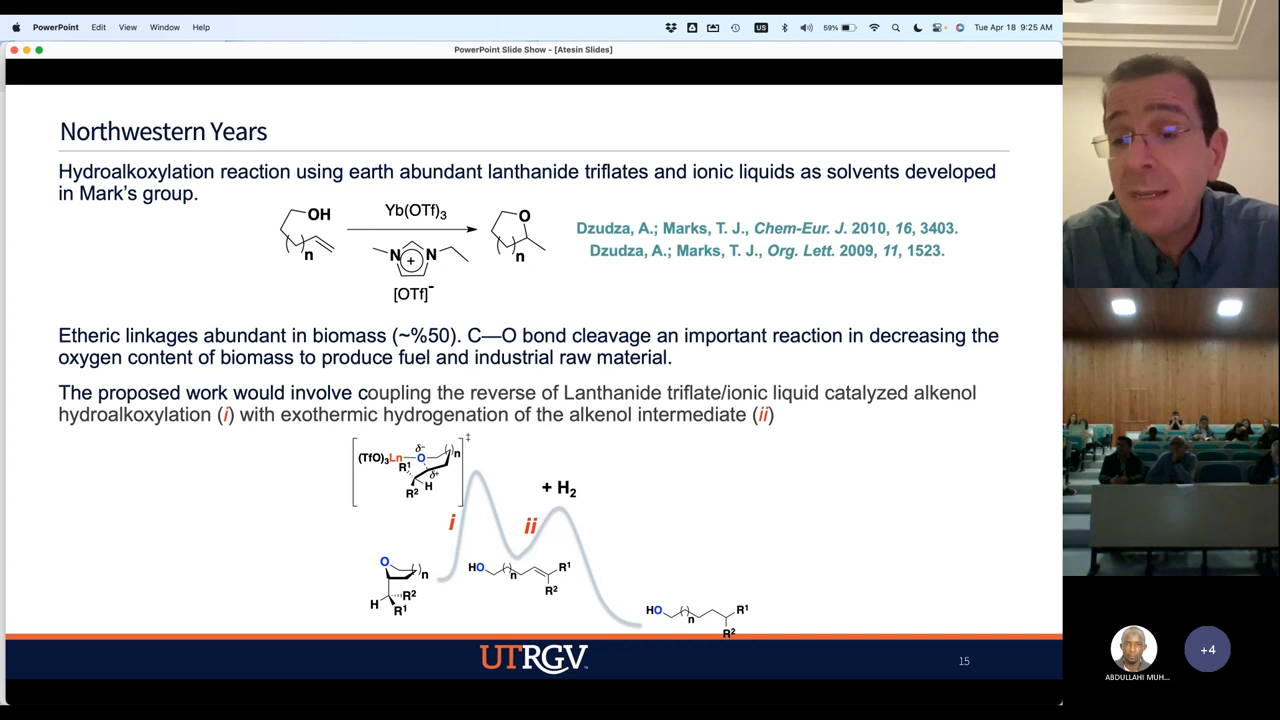 PowerPoint Edit View Window Help
US 59% Tue Apr 18 9:25 AM
PowerPoint Slide Show - [Atesin Slides]
Northwestern Years
Hydroalkoxylation reaction using earth abundant lanthanide triflates and ionic liquids as solvents developed
in Mark's group.
OH
n
Yb(OTf)3
N + N
[OTf]-
O
n
Dzudza, A.; Marks, T. J., Chem-Eur. J. 2010, 16, 3403.
Dzudza, A.; Marks, T. J., Org. Lett. 2009, 11, 1523.
Etheric linkages abundant in biomass (~%50). C—O bond cleavage an important reaction in decreasing the
oxygen content of biomass to produce fuel and industrial raw material.
The proposed work would involve coupling the reverse of Lanthanide triflate/ionic liquid catalyzed alkenol
hydroalkoxylation (i) with exothermic hydrogenation of the alkenol intermediate (ii)
‡
δ-
(TfO)3Ln O n
R1 δ+
H
R2
+ H2
i
ii
O
n
H R2
R1
HO n R1
R2
HO n R1
R2
UTRGV
15
+4
ABDULLAHI MUH...